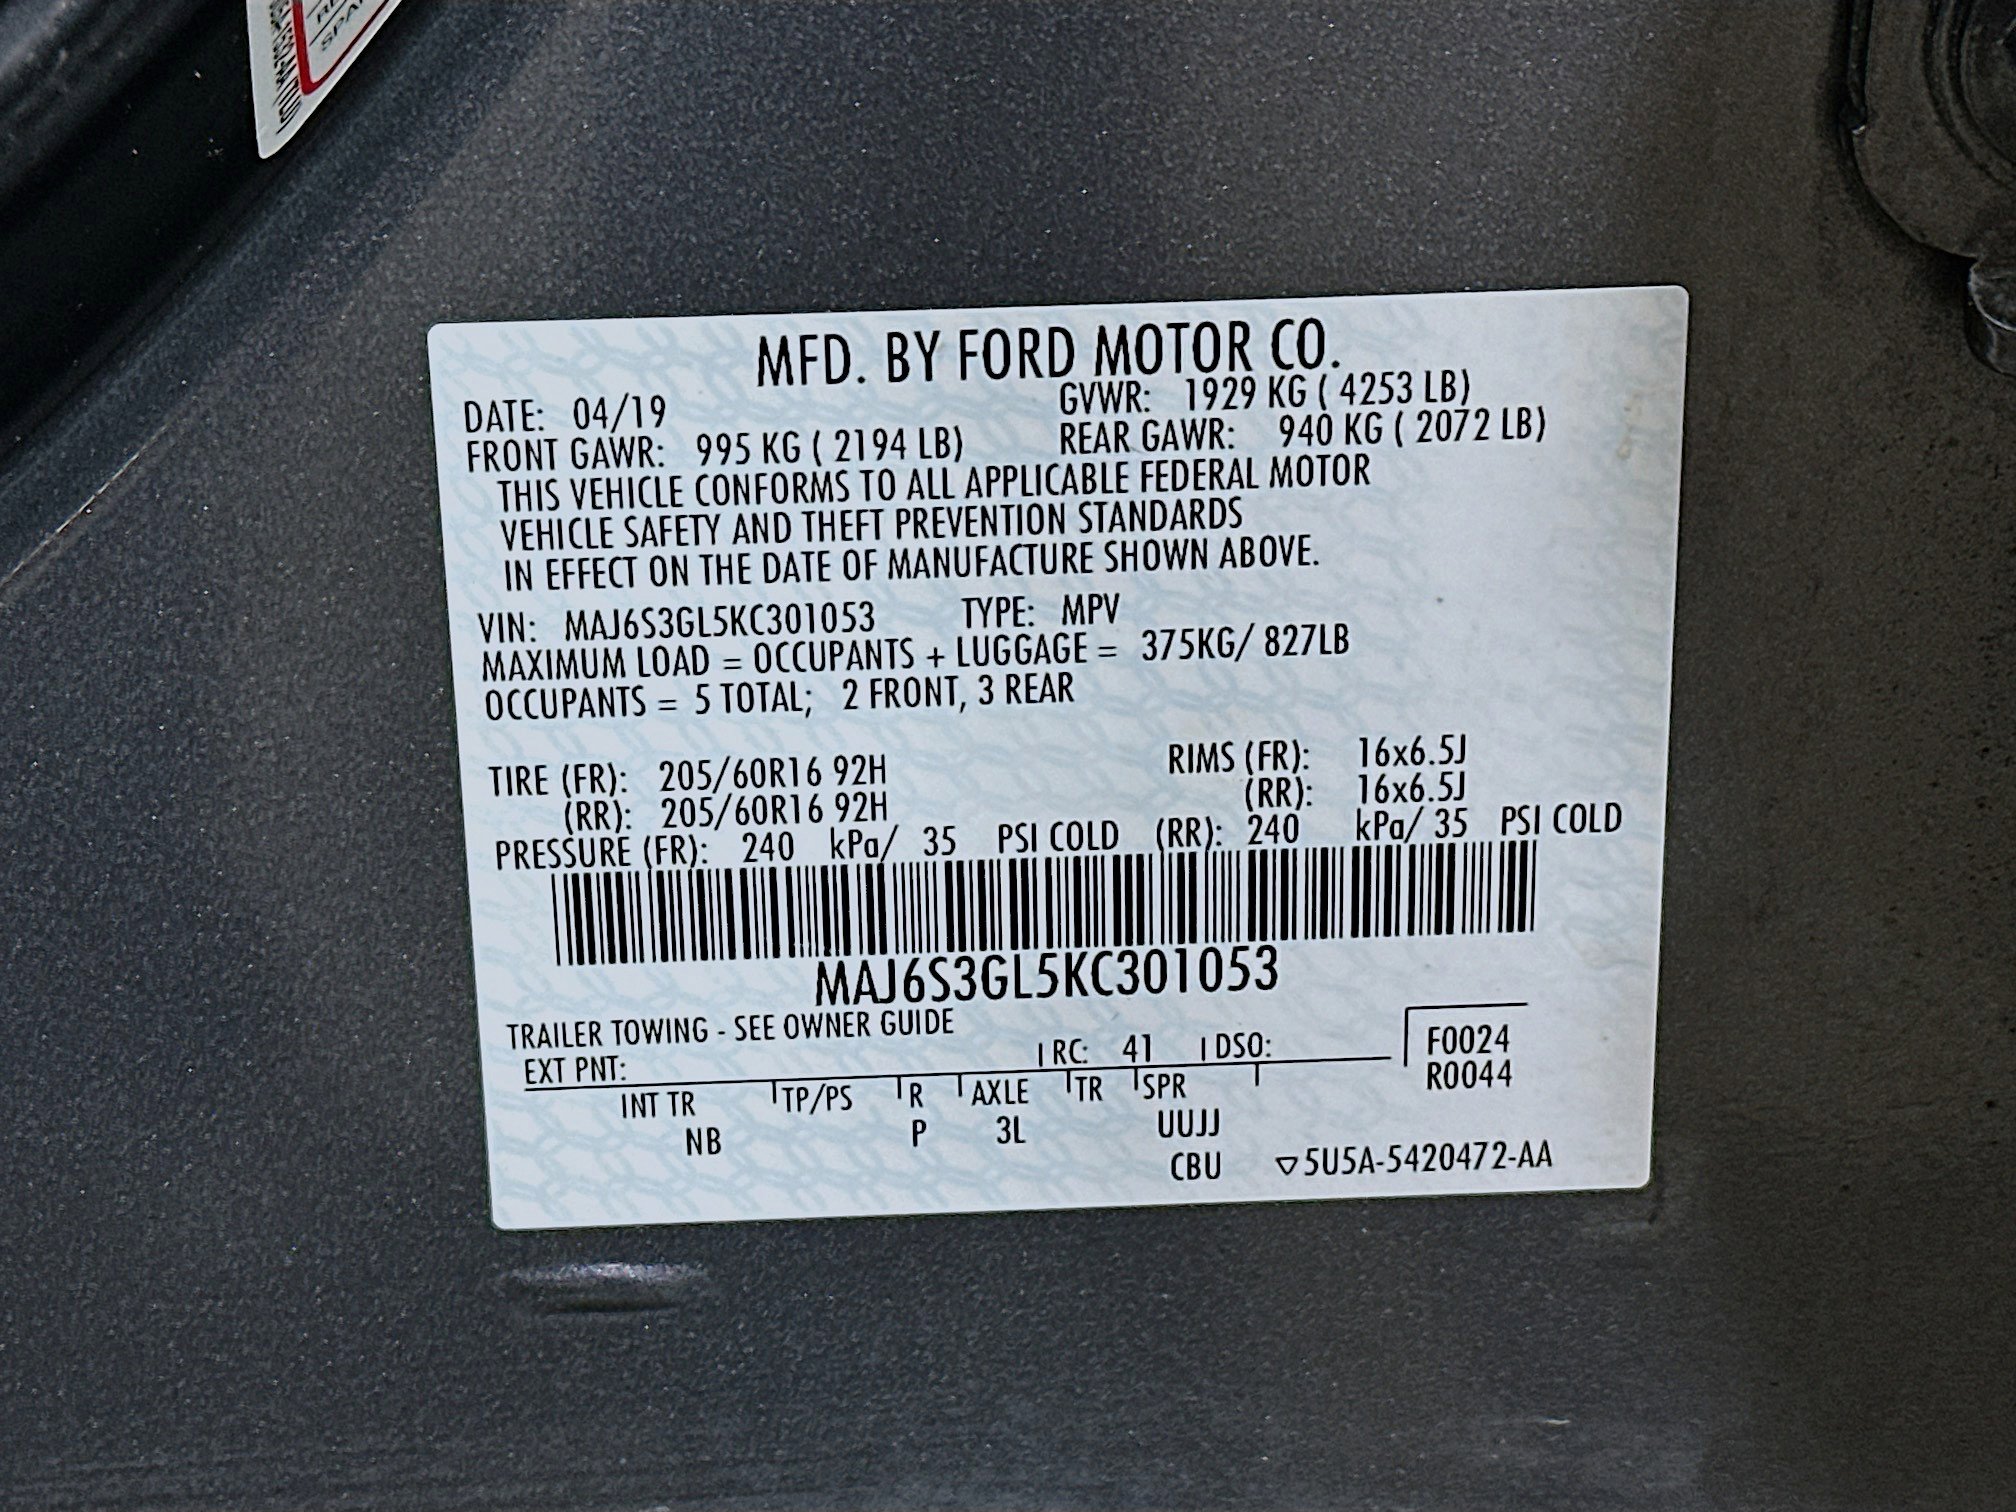 SPA
MFD. BY FORD MOTOR CO.
DATE: 04/19 GVWR: 1929 KG ( 4253 LB)
FRONT GAWR: 995 KG ( 2194 LB) REAR GAWR: 940 KG ( 2072 LB)
THIS VEHICLE CONFORMS TO ALL APPLICABLE FEDERAL MOTOR
VEHICLE SAFETY AND THEFT PREVENTION STANDARDS
IN EFFECT ON THE DATE OF MANUFACTURE SHOWN ABOVE.
VIN: MAJ6S3GL5KC301053 TYPE: MPV
MAXIMUM LOAD = OCCUPANTS + LUGGAGE = 375KG/ 827LB
OCCUPANTS = 5 TOTAL; 2 FRONT, 3 REAR
TIRE (FR): 205/60R16 92H RIMS (FR): 16x6.5J
(RR): 205/60R16 92H (RR): 16x6.5J
PRESSURE (FR): 240 kPa/ 35 PSI COLD (RR): 240 kPa/ 35 PSI COLD
MAJ6S3GL5KC301053
TRAILER TOWING - SEE OWNER GUIDE
EXT PNT: RC: 41 DSO: F0024
R0044
INT TR TP/PS R AXLE TR SPR
NB P 3L UUJJ
CBU ▽5U5A-5420472-AA